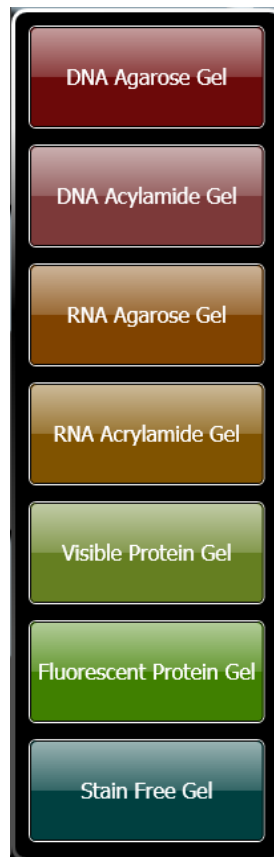 DNA Agarose Gel
DNA Acylamide Gel
RNA Agarose Gel
RNA Acrylamide Gel
Visible Protein Gel
Fluorescent Protein Gel
Stain Free Gel